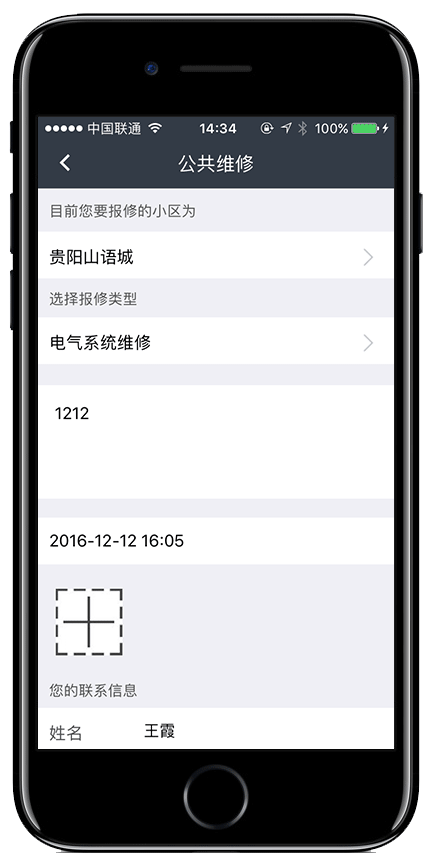 中国联通 14:34 100%
公共维修
目前您要报修的小区为
贵阳山语城
选择报修类型
电气系统维修
1212
2016-12-12 16:05
您的联系信息
姓名 王霞